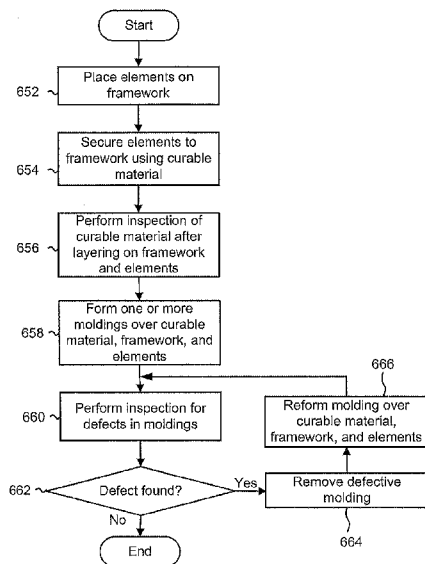 Start
652
Place elements on
framework
654
Secure elements to
framework using curable
material
656
Perform inspection of
curable material after
layering on framework
and elements
658
Form one or more
moldings over curable
material, framework, and
elements
660
Perform inspection for
defects in moldings
666
Reform molding over
curable material,
framework, and elements
662
Defect found?
Yes
Remove defective
molding
664
No
End